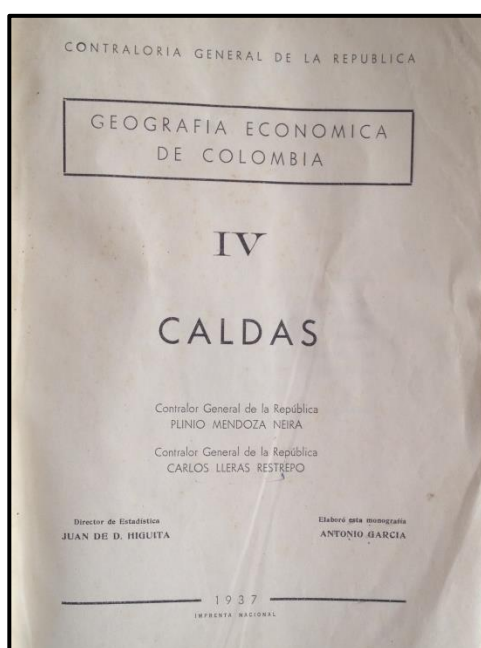 CONTRALORIA GENERAL DE LA REPUBLICA
GEOGRAFIA ECONOMICA
DE COLOMBIA
IV
CALDAS
Contralor General de la República
PLINIO MENDOZA NEIRA
Contralor General de la República
CARLOS LLERAS RESTREPO
Director de Estadística
JUAN DE D. HIGUITA
Elaboró esta monografía
ANTONIO GARCIA
1937
IMPRENTA NACIONAL